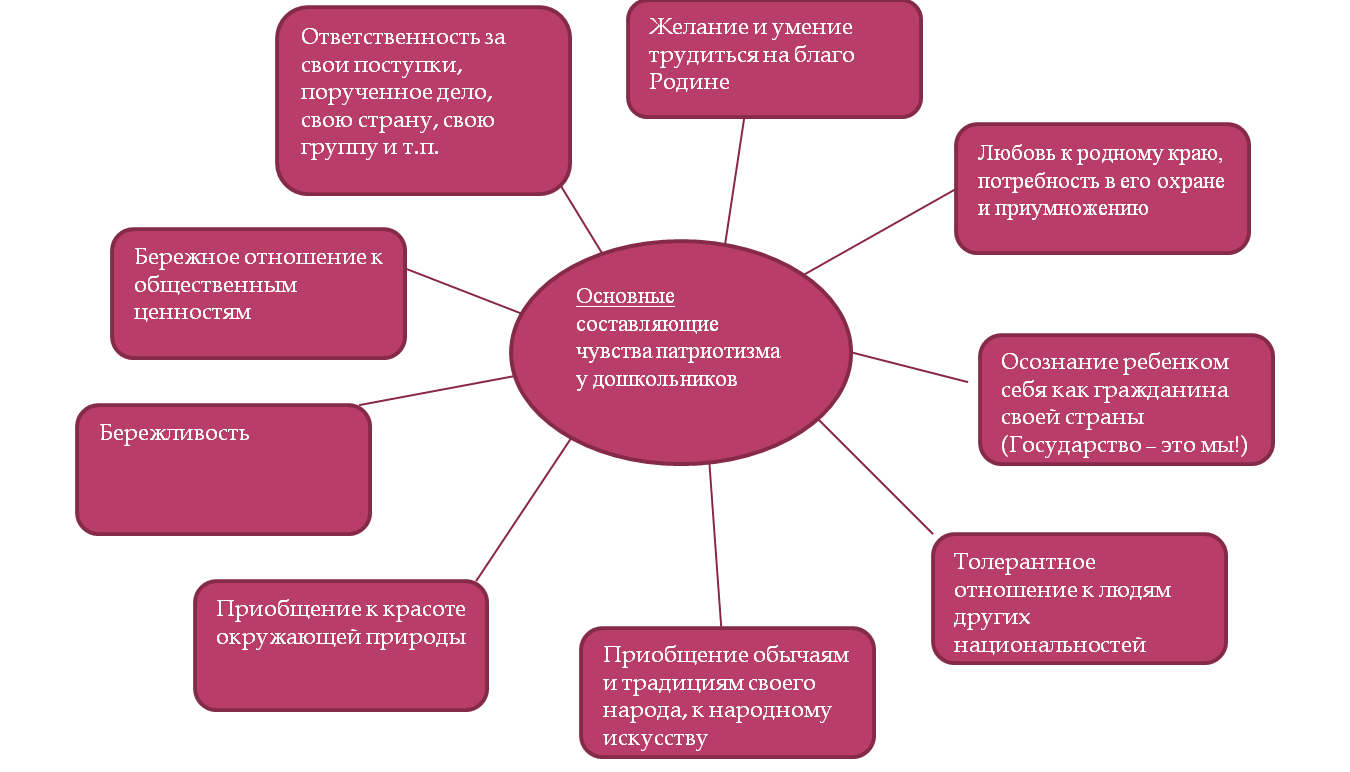 Ответственность за
свои поступки,
порученное дело,
свою страну, свою
группу и т.п.
Желание и умение
трудиться на благо
Родине
Любовь к родному краю,
потребность в его охране
и приумножению
Бережное отношение к
общественным
ценностям
Основные
составляющие
чувства патриотизма
у дошкольников
Осознание ребенком
себя как гражданина
своей страны
(Государство – это мы!)
Бережливость
Толерантное
отношение к людям
других
национальностей
Приобщение к красоте
окружающей природы
Приобщение обычаям
и традициям своего
народа, к народному
искусству